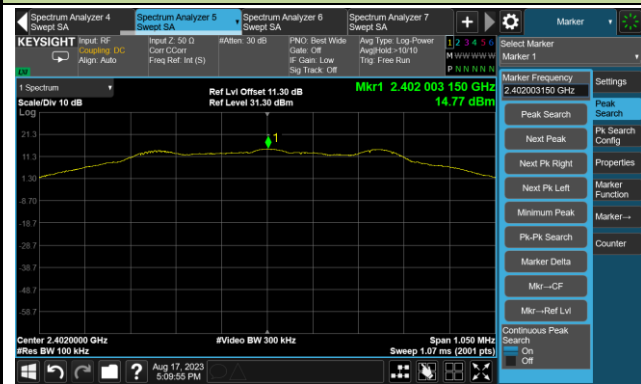 Spectrum Analyzer 4
Swept SA
Spectrum Analyzer 5
Swept SA
Spectrum Analyzer 6
Swept SA
Spectrum Analyzer 7
Swept SA
+
Marker
KEYSIGHT
Input: RF
Coupling: DC
Align: Auto
Input Z: 50 Ω
Corr CCorr
Freq Ref: Int (S)
#Atten: 30 dB
PNO: Best Wide
Gate: Off
IF Gain: Low
Sig Track: Off
Avg Type: Log-Power
Avg|Hold:>10/10
Trig: Free Run
1 2 3 4 5 6
M W W W W W
P N N N N N
LXI
Select Marker
Marker 1
1 Spectrum
Scale/Div 10 dB
Log
Ref Lvl Offset 11.30 dB
Ref Level 31.30 dBm
Mkr1 2.402 003 150 GHz
14.77 dBm
21.3
11.3
1.30
-8.70
-18.7
-28.7
-38.7
-48.7
-58.7
1
Center 2.4020000 GHz
#Res BW 100 kHz
#Video BW 300 kHz
Span 1.050 MHz
Sweep 1.07 ms (2001 pts)
Marker Frequency
2.402003150 GHz
Peak Search
Next Peak
Next Pk Right
Next Pk Left
Minimum Peak
Pk-Pk Search
Marker Delta
Mkr→CF
Mkr→Ref Lvl
Continuous Peak
Search
On
Off
Settings
Peak
Search
Pk Search
Config
Properties
Marker
Function
Marker→
Counter
?
Aug 17, 2023
5:09:55 PM